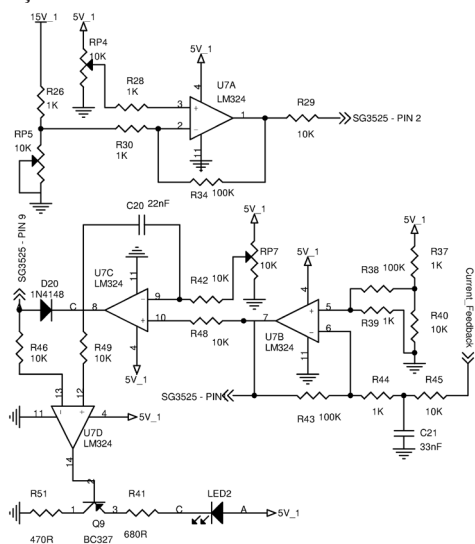 15V_1
5V_1
RP4
10K
R26
1K
RP5
10K
R28
1K
5V_1
4
3
2
1
11
U7A
LM324
R29
10K
SG3525 - PIN 2
R30
1K
R34 100K
SG3525 - PIN 9
C20 22nF
D20
1N4148
C
8
U7C
LM324
11
4
9
10
5V_1
R42
10K
5V_1
RP7
10K
R48
10K
5V_1
4
7
5
6
11
U7B
LM324
R38
100K
R39 1K
5V_1
R37
1K
R40
10K
Current_Feedback
R46
10K
R49
10K
SG3525 - PIN
R43 100K
R44
1K
R45
10K
C21
33nF
13
12
11
4
5V_1
U7D
LM324
14
2
R51
470R
1
3
Q9
BC327
R41
680R
C
LED2
A
5V_1